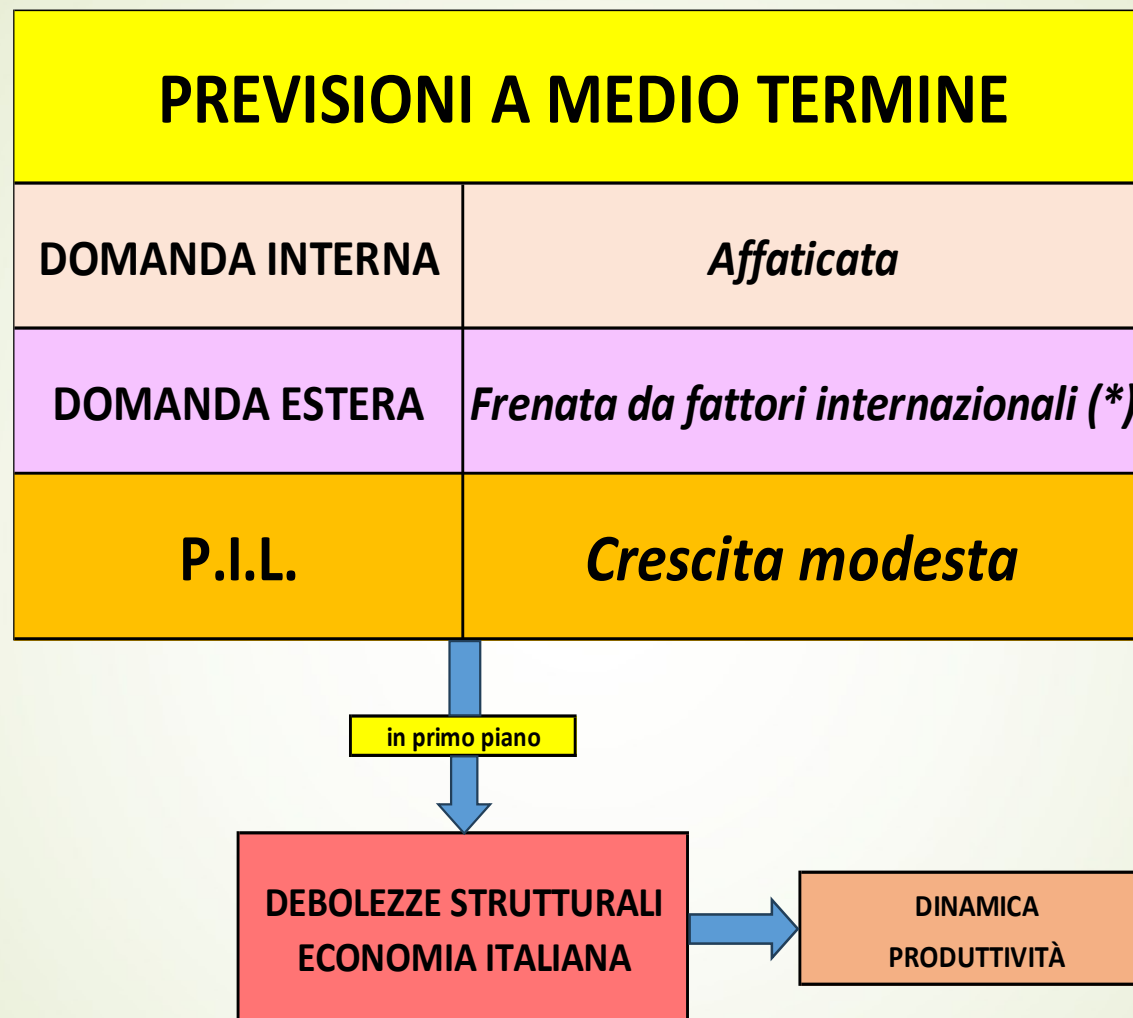 PREVISIONI A MEDIO TERMINE
DOMANDA INTERNA
Affaticata
DOMANDA ESTERA
Frenata da fattori internazionali (*)
P.I.L.
Crescita modesta
in primo piano
DEBOLEZZE STRUTTURALI
ECONOMIA ITALIANA
DINAMICA
PRODUTTIVITÀ